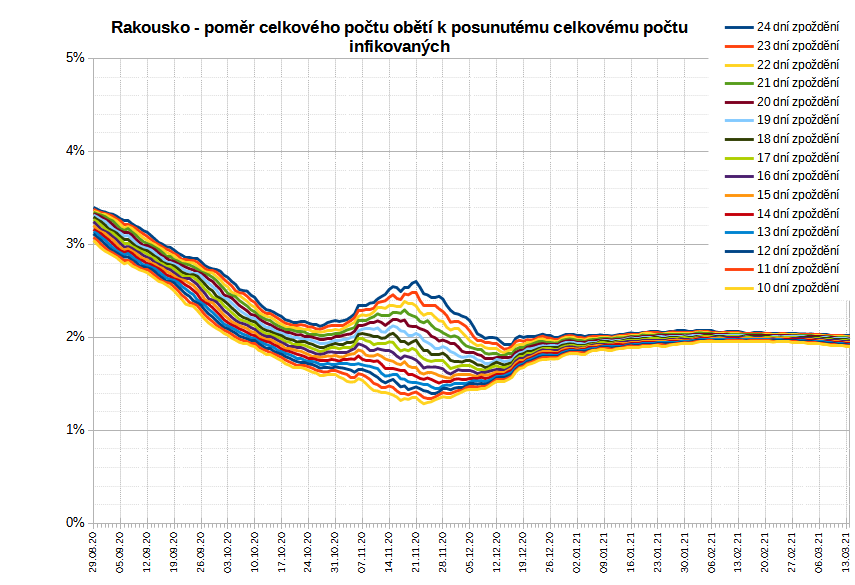 Rakousko - poměr celkového počtu obětí k posunutému celkovému počtu
infikovaných
24 dní zpoždění
23 dní zpoždění
22 dní zpoždění
21 dní zpoždění
20 dní zpoždění
19 dní zpoždění
18 dní zpoždění
17 dní zpoždění
16 dní zpoždění
15 dní zpoždění
14 dní zpoždění
13 dní zpoždění
12 dní zpoždění
11 dní zpoždění
10 dní zpoždění
5%
4%
3%
2%
1%
0%
29.08.20
05.09.20
12.09.20
19.09.20
26.09.20
03.10.20
10.10.20
17.10.20
24.10.20
31.10.20
07.11.20
14.11.20
21.11.20
28.11.20
05.12.20
12.12.20
19.12.20
26.12.20
02.01.21
09.01.21
16.01.21
23.01.21
30.01.21
06.02.21
13.02.21
20.02.21
27.02.21
06.03.21
13.03.21